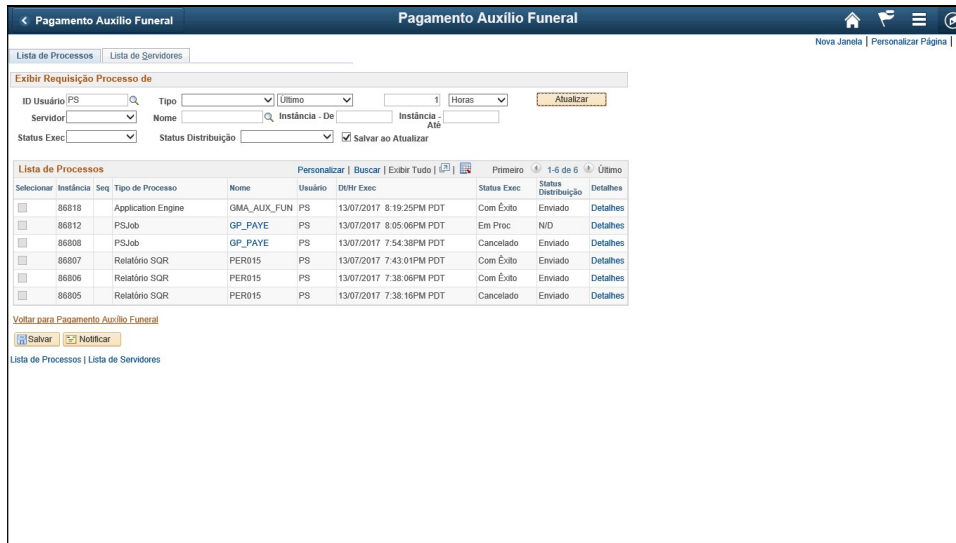 Pagamento Auxílio Funeral
Pagamento Auxílio Funeral
Nova Janela | Personalizar Página |
Lista de Processos Lista de Servidores
Exibir Requisição Processo de
ID Usuário PS Tipo Último 1 Horas Atualizar
Servidor Nome Instância - De Instância - Até
Status Exec Status Distribuição Salvar ao Atualizar
Lista de Processos Personalizar | Buscar | Exibir Tudo | | Primeiro 1-6 de 6 Último
Selecionar Instância Seq Tipo de Processo Nome Usuário Dt/Hr Exec Status Exec Status Distribuição Detalhes
86818 Application Engine GMA_AUX_FUN PS 13/07/2017 8:19:25PM PDT Com Êxito Enviado Detalhes
86812 PSJob GP_PAYE PS 13/07/2017 8:05:06PM PDT Em Proc N/D Detalhes
86808 PSJob GP_PAYE PS 13/07/2017 7:54:38PM PDT Cancelado Enviado Detalhes
86807 Relatório SQR PER015 PS 13/07/2017 7:43:01PM PDT Com Êxito Enviado Detalhes
86806 Relatório SQR PER015 PS 13/07/2017 7:38:06PM PDT Com Êxito Enviado Detalhes
86805 Relatório SQR PER015 PS 13/07/2017 7:38:16PM PDT Cancelado Enviado Detalhes
Voltar para Pagamento Auxílio Funeral
Salvar Notificar
Lista de Processos | Lista de Servidores